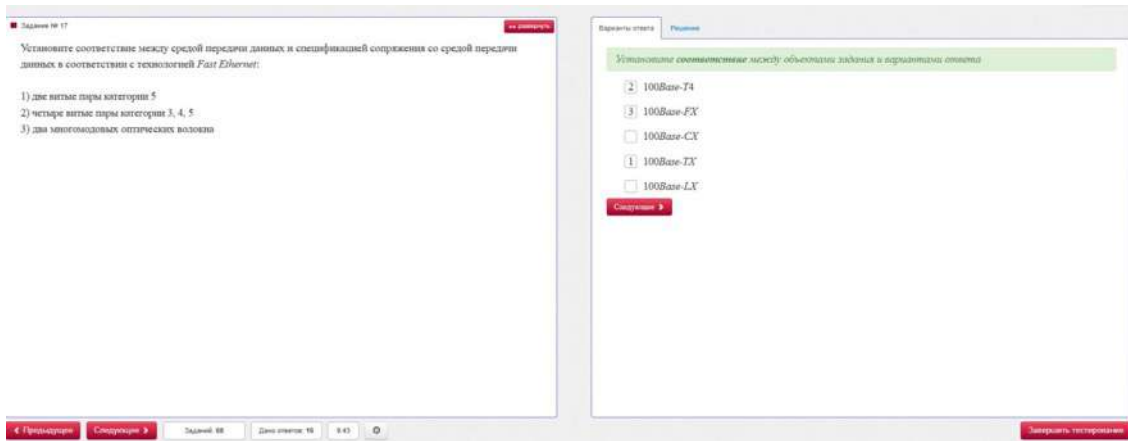 Задание № 17
развернуть
Установите соответствие между средой передачи данных и спецификацией сопряжения со средой передачи
данных в соответствии с технологией Fast Ethernet:
1) две витые пары категории 5
2) четыре витые пары категории 3, 4, 5
3) два многомодовых оптических волокна
Варианты ответа
Решение
Установите соответствие между объектами задания и вариантами ответа
2 100Base-T4
3 100Base-FX
100Base-CX
1 100Base-TX
100Base-LX
Следующее
Предыдущее
Следующее
Заданий: 68
Дано ответов: 16
Завершить тестирование